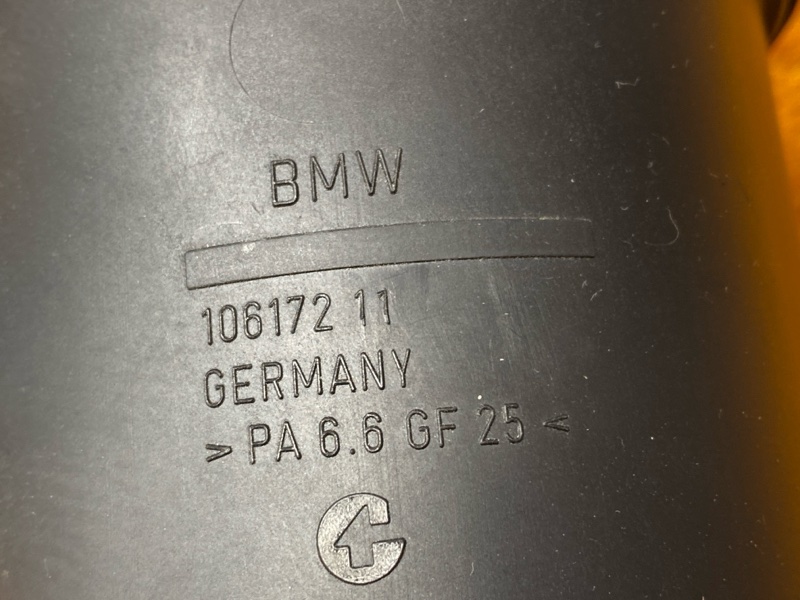 BMW
106172 11
GERMANY
> PA 6.6 GF 25 <